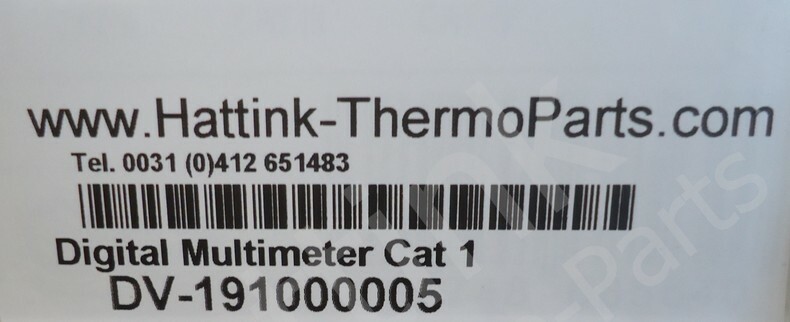 www.Hattink-ThermoParts.com
Tel. 0031 (0)412 651483
Digital Multimeter Cat 1
DV-191000005